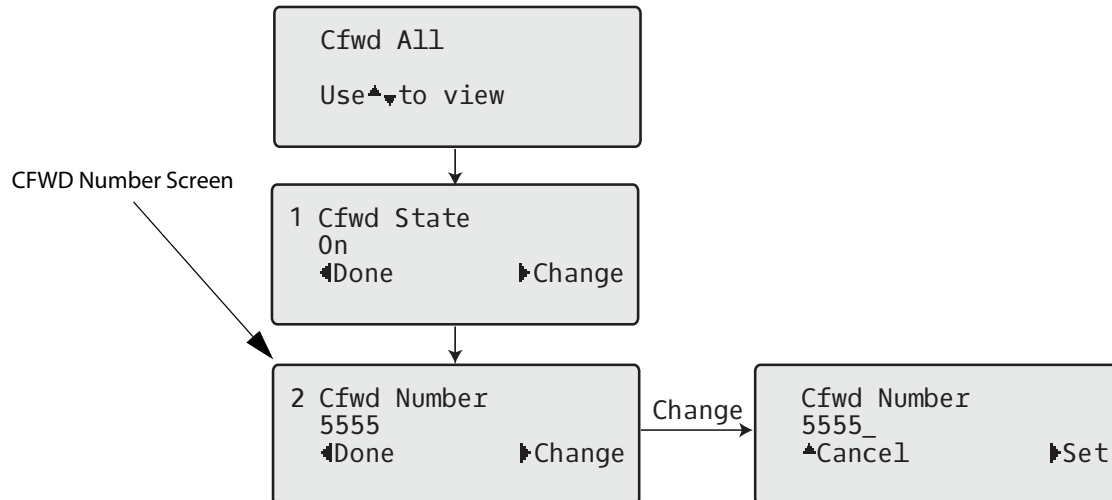 Cfwd All
Use▲▼to view
CFWD Number Screen
1 Cfwd State
On
◀Done ▶Change
2 Cfwd Number
5555
◀Done ▶Change
Change
Cfwd Number
5555_
▲Cancel ▶Set